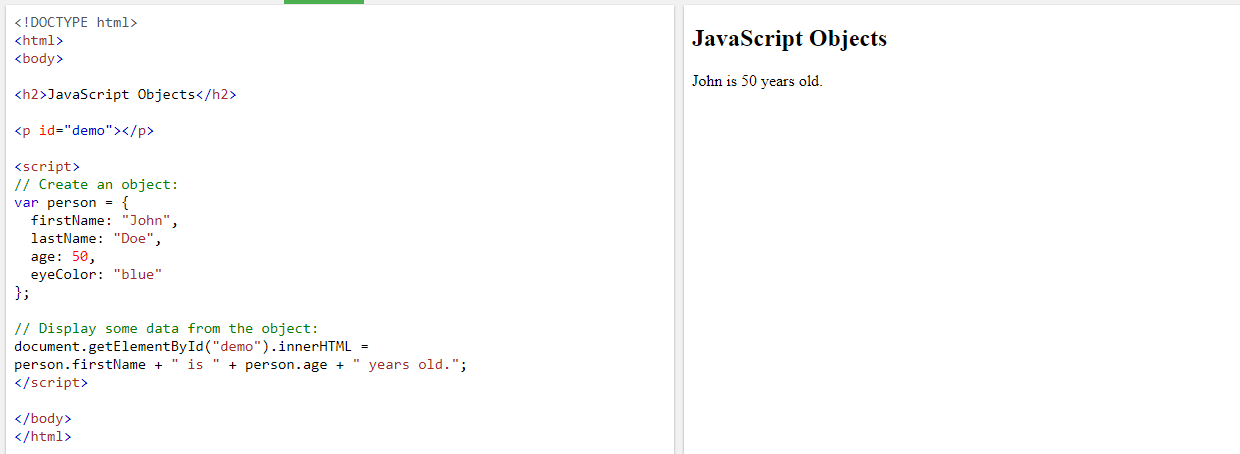 <!DOCTYPE html>
<html>
<body>
<h2>JavaScript Objects</h2>
<p id="demo"></p>
<script>
// Create an object:
var person = {
  firstName: "John",
  lastName: "Doe",
  age: 50,
  eyeColor: "blue"
};
// Display some data from the object:
document.getElementById("demo").innerHTML =
person.firstName + " is " + person.age + " years old.";
</script>
</body>
</html>
JavaScript Objects
John is 50 years old.